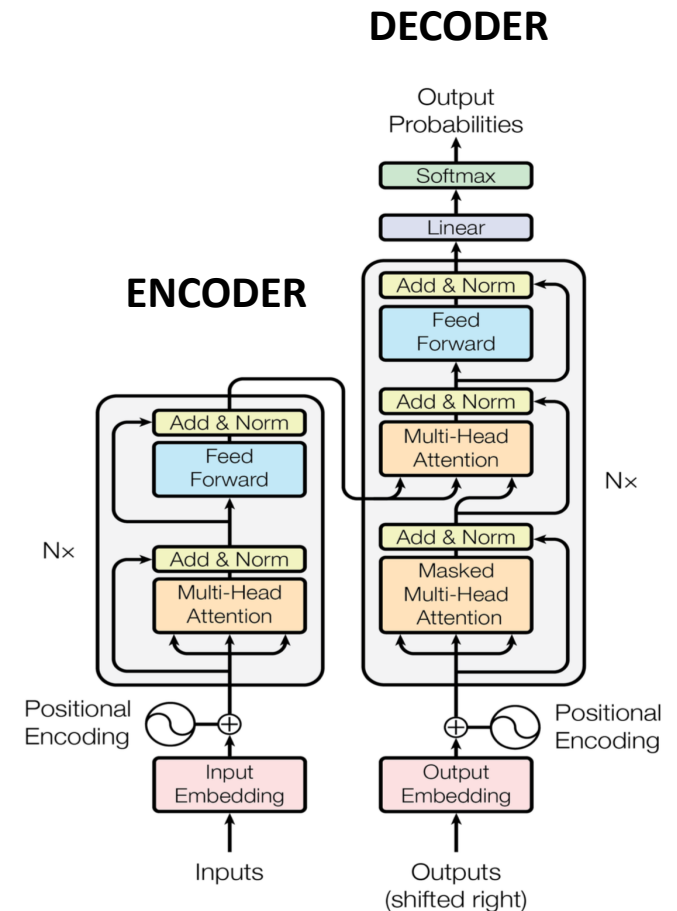 DECODER
Output
Probabilities
Softmax
Linear
Add & Norm
Feed
Forward
Add & Norm
Multi-Head
Attention
Nx
Add & Norm
Masked
Multi-Head
Attention
Positional
Encoding
Output
Embedding
Outputs
(shifted right)
ENCODER
Add & Norm
Feed
Forward
Nx
Add & Norm
Multi-Head
Attention
Positional
Encoding
Input
Embedding
Inputs